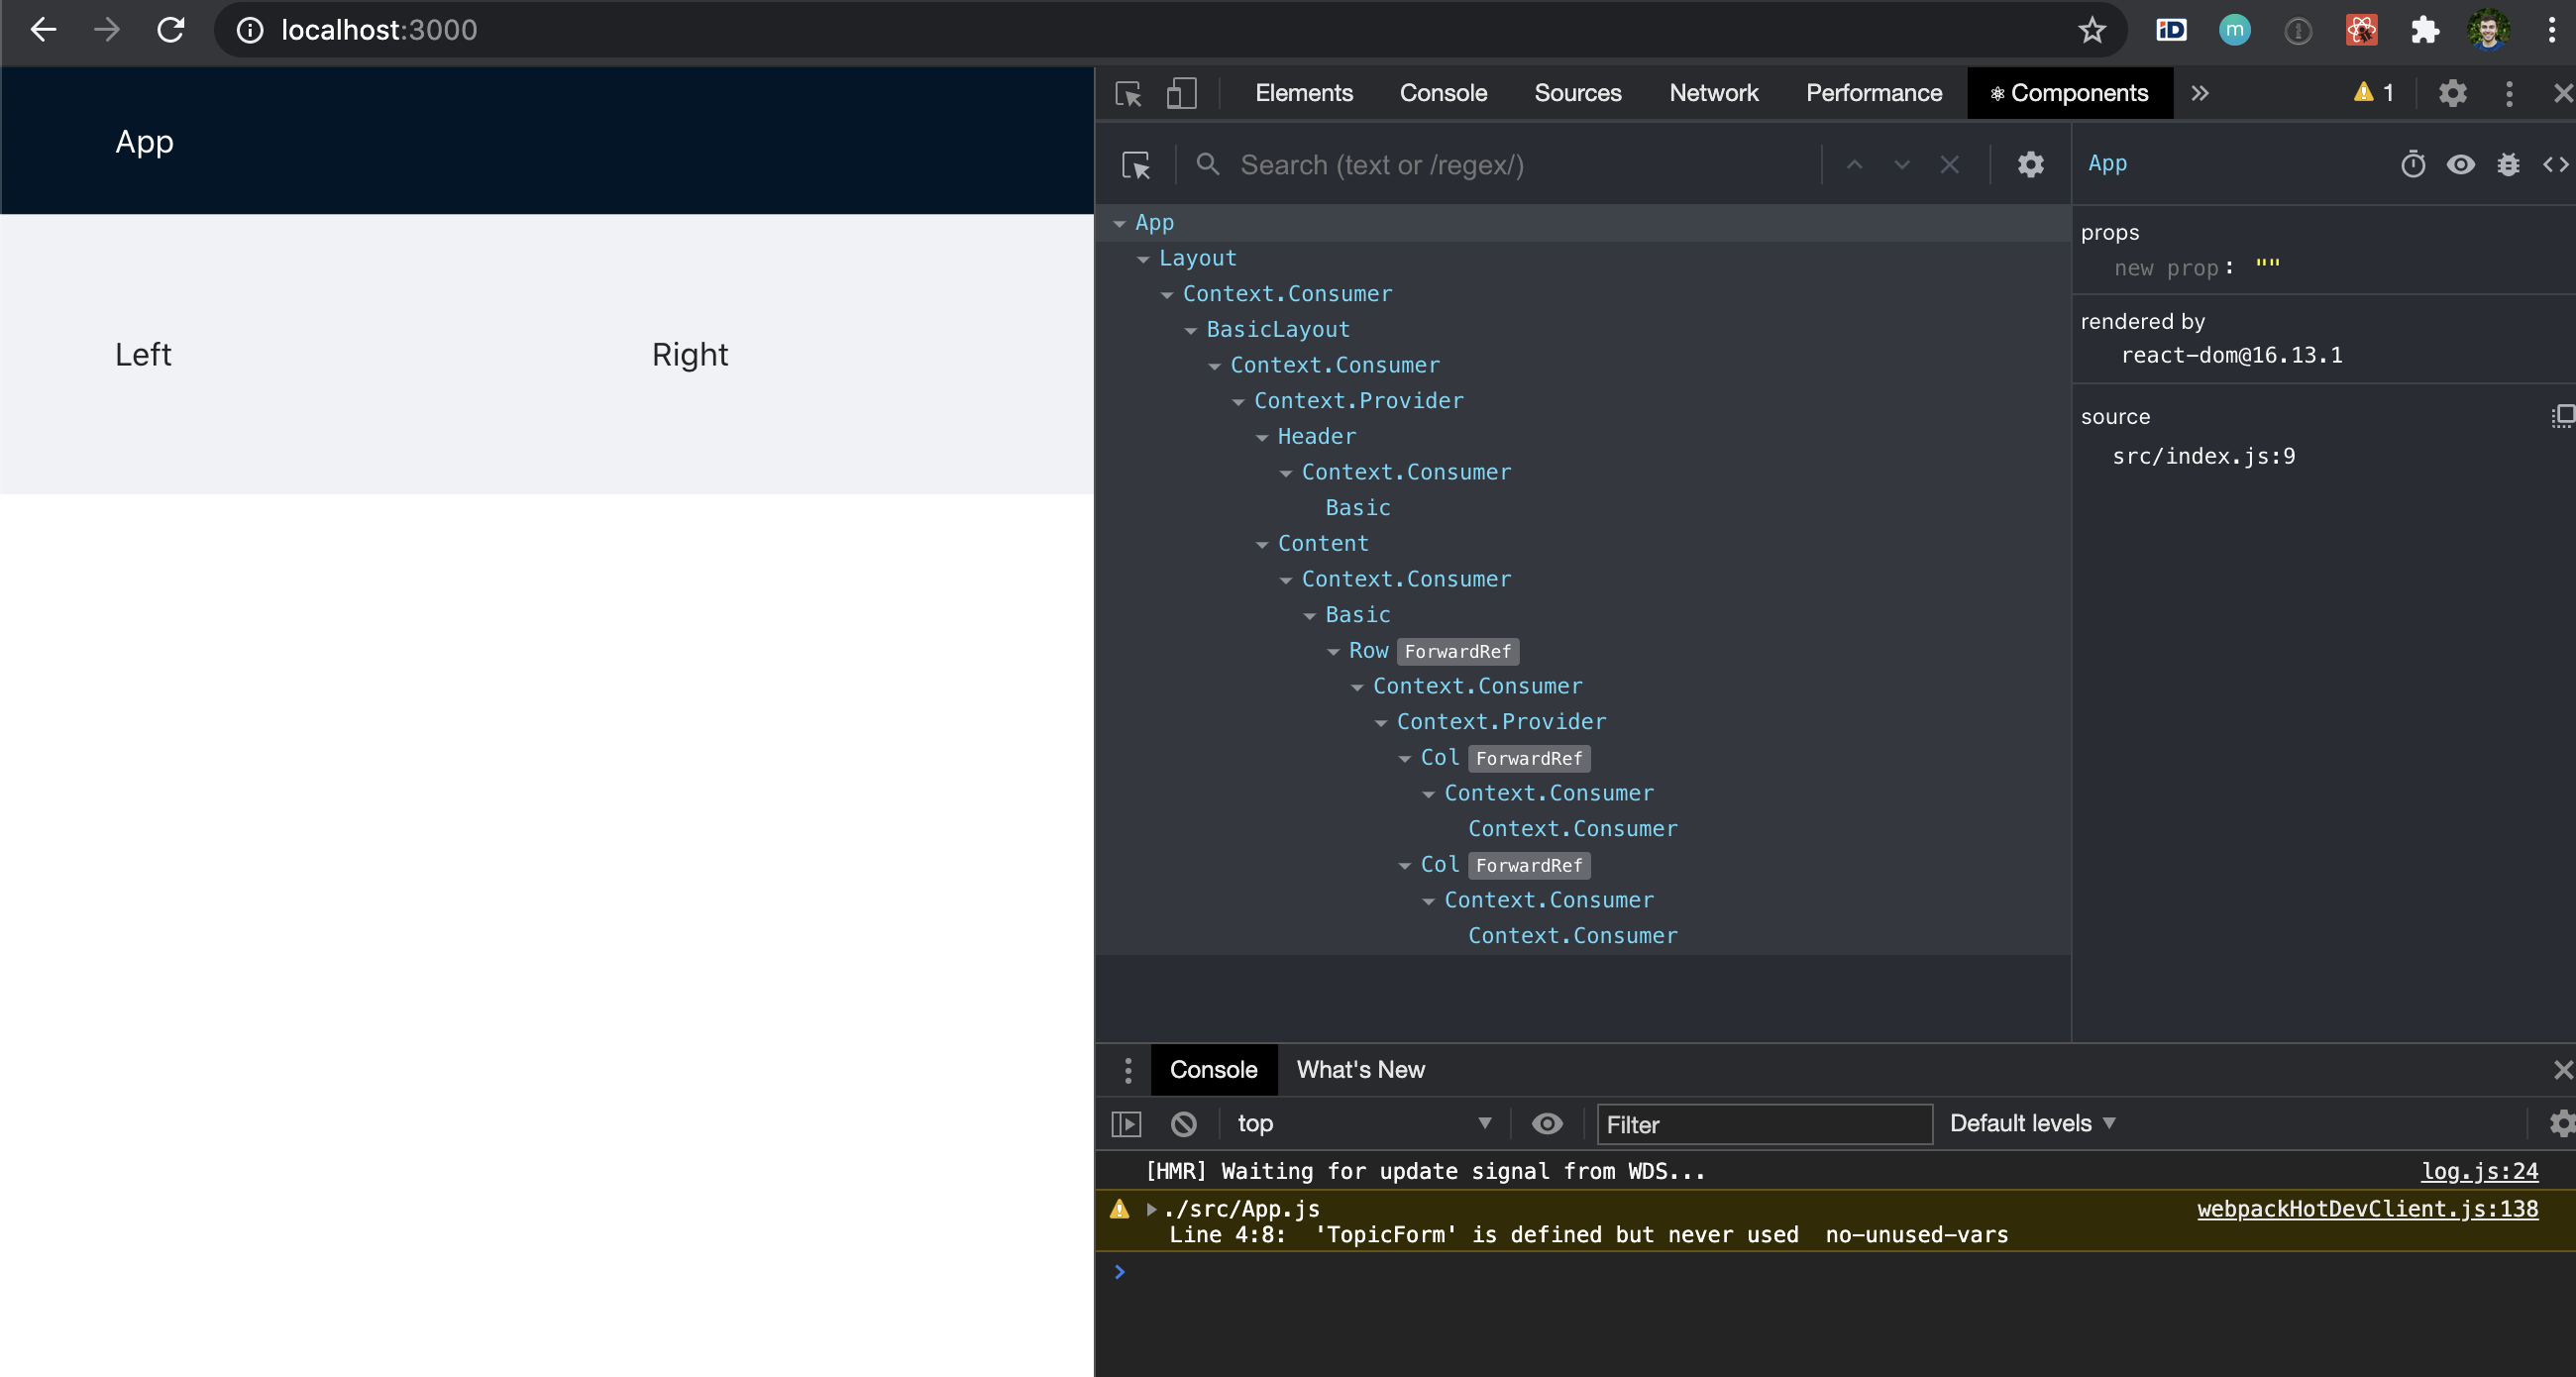 localhost:3000
iD
m
Elements Console Sources Network Performance Components 1
App
Left Right
Search (text or /regex/)
App
Layout
Context.Consumer
BasicLayout
Context.Consumer
Context.Provider
Header
Context.Consumer
Basic
Content
Context.Consumer
Basic
Row ForwardRef
Context.Consumer
Context.Provider
Col ForwardRef
Context.Consumer
Context.Consumer
Col ForwardRef
Context.Consumer
Context.Consumer
App
props
new prop: ""
rendered by
react-dom@16.13.1
source
src/index.js:9
Console What's New
top Filter Default levels
[HMR] Waiting for update signal from WDS... log.js:24
./src/App.js webpackHotDevClient.js:138
Line 4:8: 'TopicForm' is defined but never used no-unused-vars